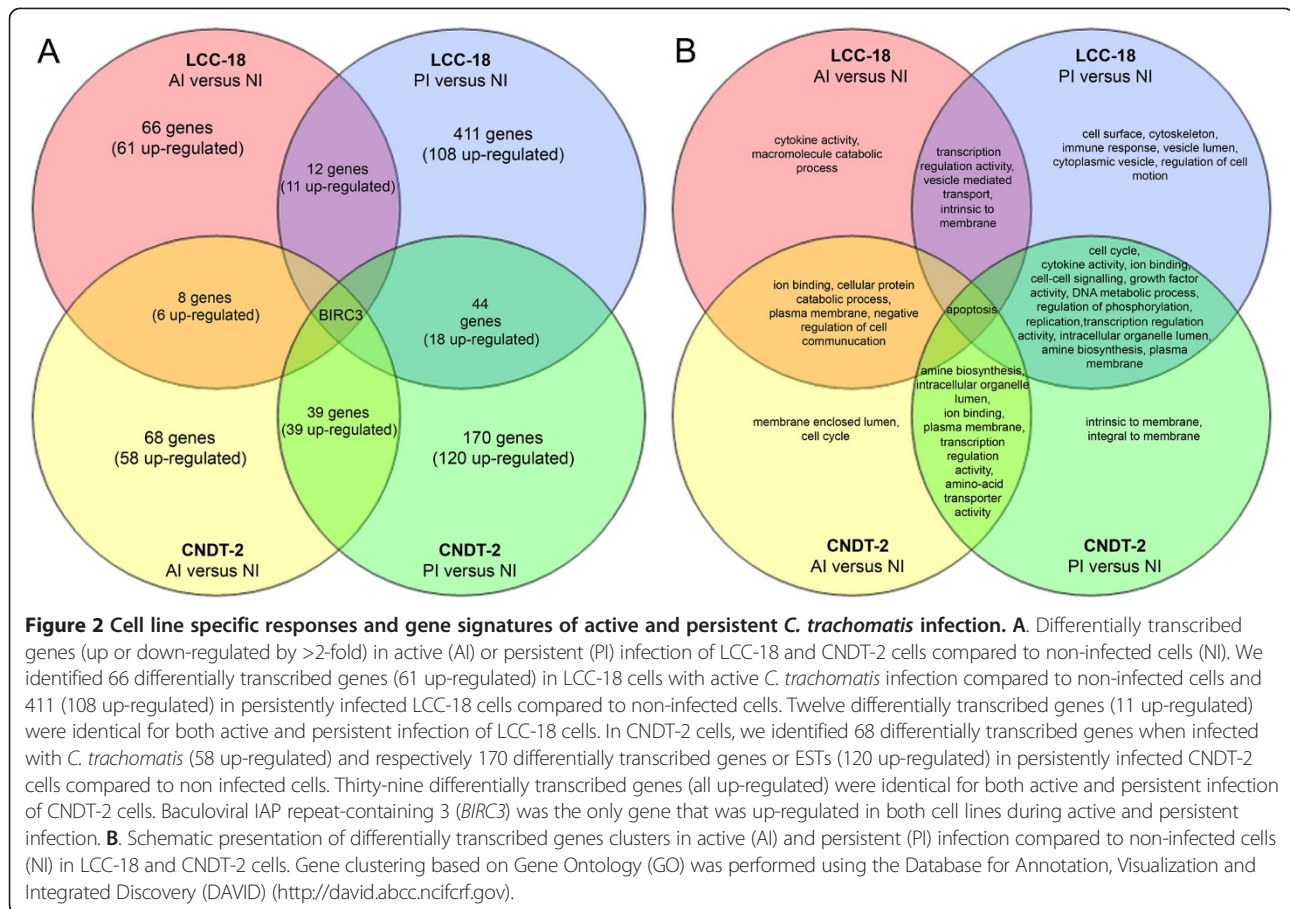 A
LCC-18
AI versus NI
LCC-18
PI versus NI
66 genes
(61 up-regulated)
411 genes
(108 up-regulated)
12 genes
(11 up-regulated)
8 genes
(6 up-regulated)
BIRC3
44
genes
(18 up-regulated)
39 genes
(39 up-regulated)
68 genes
(58 up-regulated)
170 genes
(120 up-regulated)
CNDT-2
AI versus NI
CNDT-2
PI versus NI
B
LCC-18
AI versus NI
LCC-18
PI versus NI
cytokine activity,
macromolecule catabolic
process
transcription
regulation activity,
vesicle mediated
transport,
intrinsic to
membrane
cell surface, cytoskeleton,
immune response, vesicle lumen,
cytoplasmic vesicle, regulation of cell
motion
ion binding, cellular protein
catabolic process,
plasma membrane, negative
regulation of cell
communucation
apoptosis
cell cycle,
cytokine activity, ion binding,
cell-cell signalling, growth factor
activity, DNA metabolic process,
regulation of phosphorylation,
replication,transcription regulation
activity, intracellular organelle lumen,
amine biosynthesis, plasma
membrane
amine biosynthesis,
intracellular organelle
lumen,
ion binding,
plasma membrane,
transcription
regulation
activity,
amino-acid
transporter
activity
membrane enclosed lumen,
cell cycle
intrinsic to membrane,
integral to membrane
CNDT-2
AI versus NI
CNDT-2
PI versus NI
Figure 2 Cell line specific responses and gene signatures of active and persistent C. trachomatis infection. A. Differentially transcribed
genes (up or down-regulated by >2-fold) in active (AI) or persistent (PI) infection of LCC-18 and CNDT-2 cells compared to non-infected cells (NI). We
identified 66 differentially transcribed genes (61 up-regulated) in LCC-18 cells with active C. trachomatis infection compared to non-infected cells and
411 (108 up-regulated) in persistently infected LCC-18 cells compared to non-infected cells. Twelve differentially transcribed genes (11 up-regulated)
were identical for both active and persistent infection of LCC-18 cells. In CNDT-2 cells, we identified 68 differentially transcribed genes when infected
with C. trachomatis (58 up-regulated) and respectively 170 differentially transcribed genes or ESTs (120 up-regulated) in persistently infected CNDT-2
cells compared to non infected cells. Thirty-nine differentially transcribed genes (all up-regulated) were identical for both active and persistent infection
of CNDT-2 cells. Baculoviral IAP repeat-containing 3 (BIRC3) was the only gene that was up-regulated in both cell lines during active and persistent
infection. B. Schematic presentation of differentially transcribed genes clusters in active (AI) and persistent (PI) infection compared to non-infected cells
(NI) in LCC-18 and CNDT-2 cells. Gene clustering based on Gene Ontology (GO) was performed using the Database for Annotation, Visualization and
Integrated Discovery (DAVID) (http://david.abcc.ncifcrf.gov).